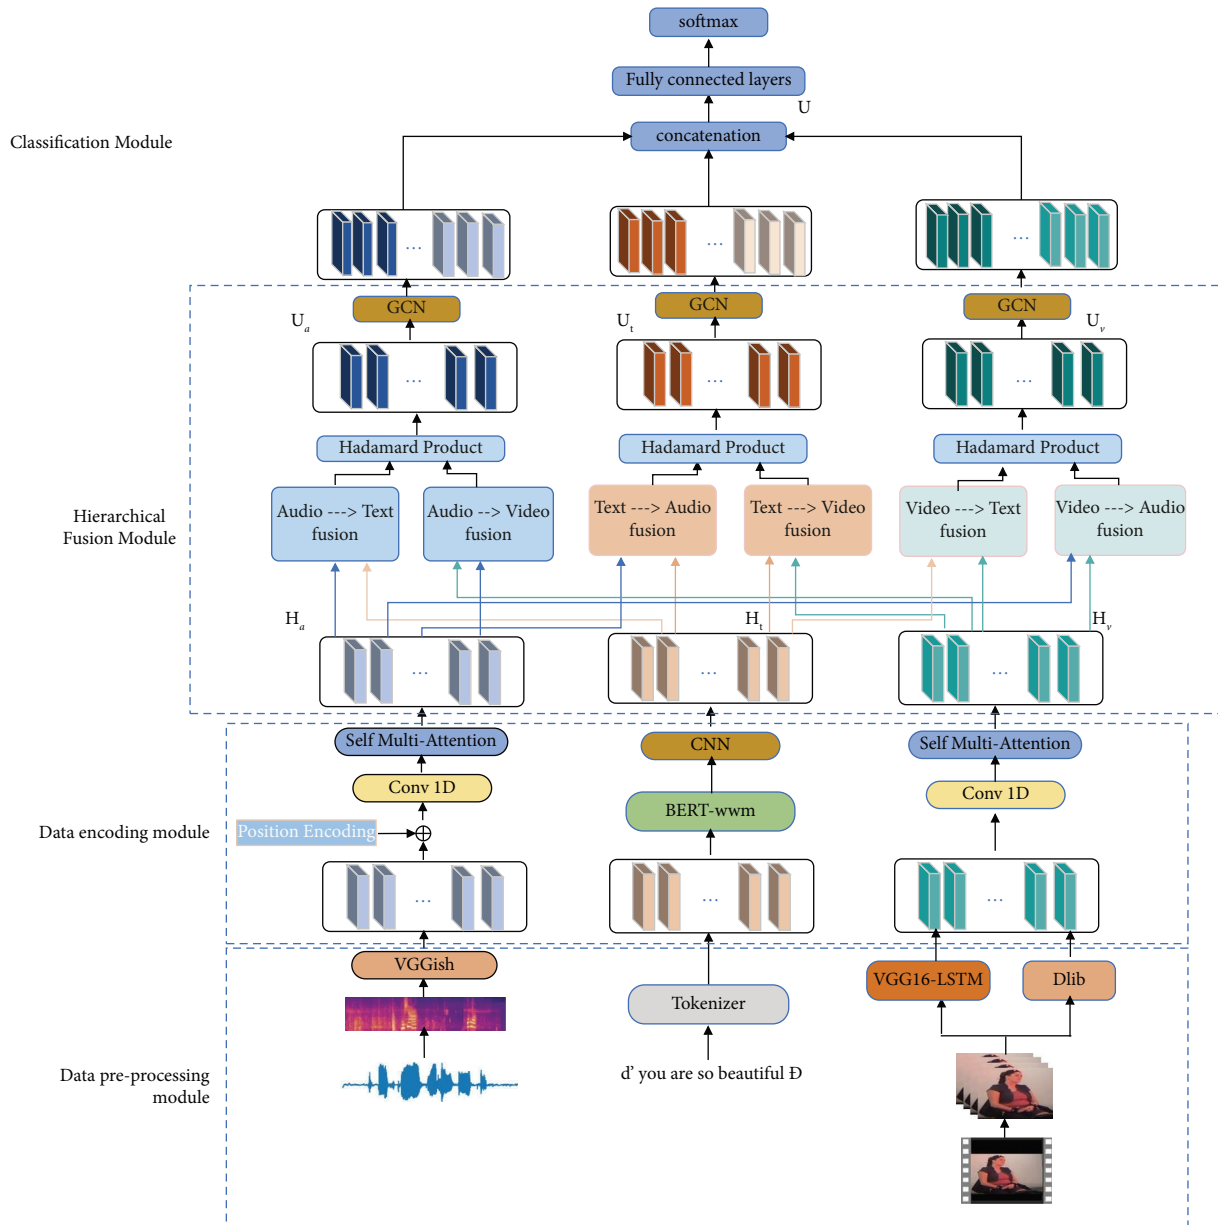 softmax
Fully connected layers
U
Classification Module
concatenation
...
...
...
GCN
GCN
GCN
Uₐ
Uₜ
Uᵥ
...
...
...
Hadamard Product
Hadamard Product
Hadamard Product
Hierarchical
Fusion Module
Audio ---> Text
fusion
Audio --> Video
fusion
Text ---> Audio
fusion
Text ---> Video
fusion
Video ---> Text
fusion
Video ---> Audio
fusion
Hₐ
Hₜ
Hᵥ
...
...
...
Self Multi-Attention
CNN
Self Multi-Attention
Conv 1D
BERT-wwm
Conv 1D
Data encoding module
Position Encoding
...
...
...
VGGish
Tokenizer
VGG16-LSTM
Dlib
Data pre-processing
module
d' you are so beautiful Đ